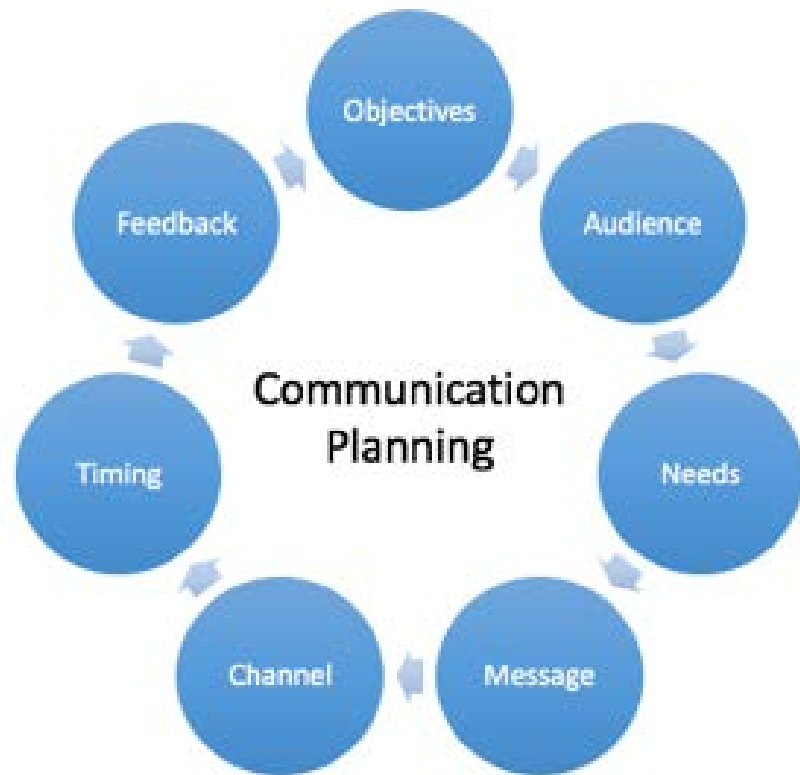 Objectives
Audience
Needs
Message
Channel
Timing
Feedback
Communication
Planning